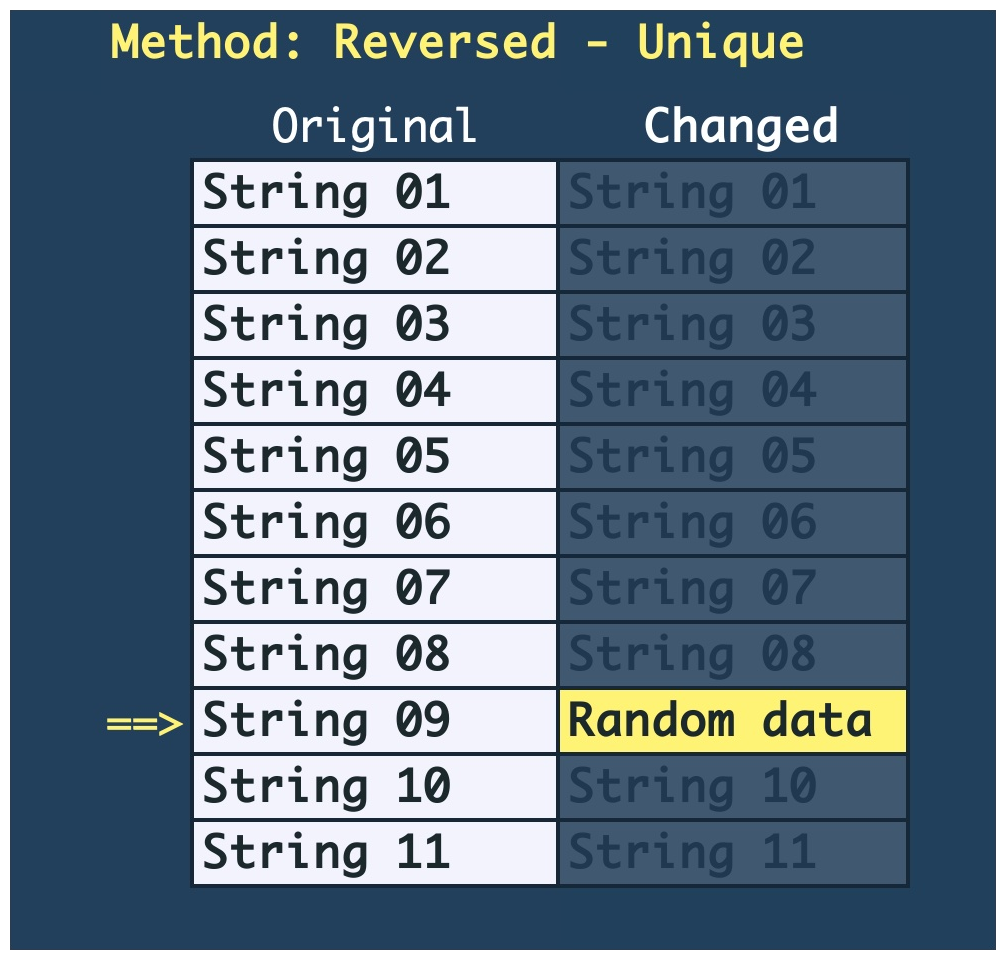 Method: Reversed - Unique
Original Changed
String 01 String 01
String 02 String 02
String 03 String 03
String 04 String 04
String 05 String 05
String 06 String 06
String 07 String 07
String 08 String 08
==> String 09 Random data
String 10 String 10
String 11 String 11